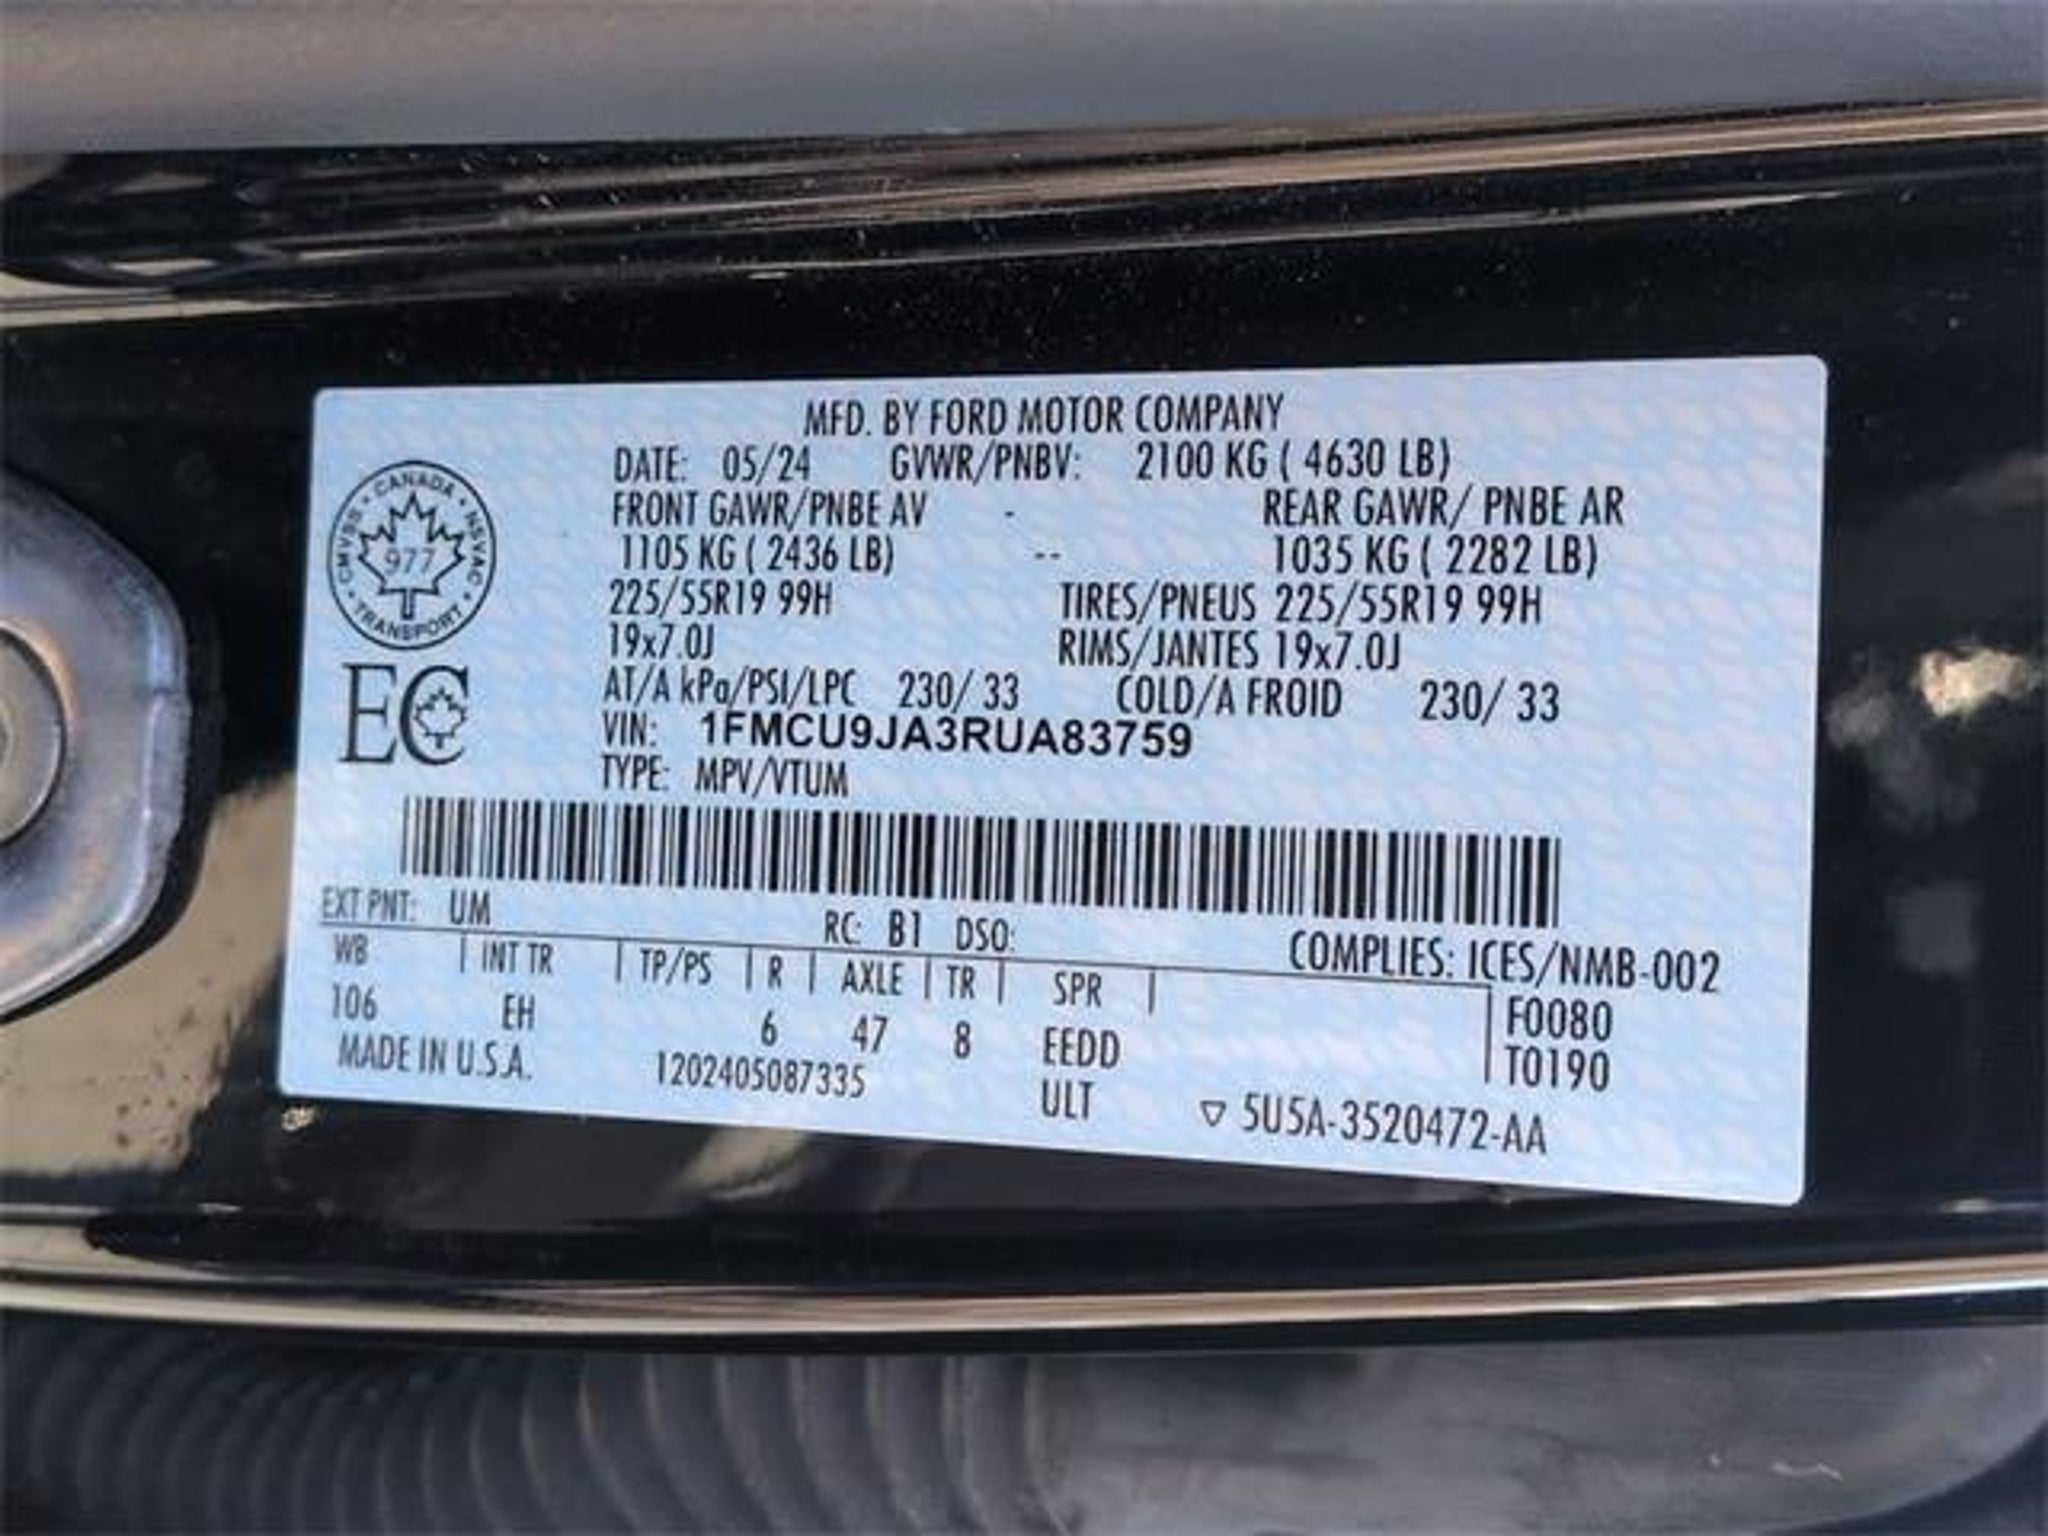 MFD. BY FORD MOTOR COMPANY
DATE: 05/24 GVWR/PNBV: 2100 KG ( 4630 LB)
FRONT GAWR/PNBE AV - REAR GAWR/ PNBE AR
1105 KG ( 2436 LB) -- 1035 KG ( 2282 LB)
225/55R19 99H TIRES/PNEUS 225/55R19 99H
19x7.0J RIMS/JANTES 19x7.0J
AT/A kPa/PSI/LPC 230/ 33 COLD/A FROID 230/ 33
VIN: 1FMCU9JA3RUA83759
TYPE: MPV/VTUM
CANADA
CMVSS
NSVAC
977
TRANSPORT
EC
EXT PNT: UM RC: B1 DSO:
COMPLIES: ICES/NMB-002
WB INT TR TP/PS R AXLE TR SPR
106 EH 6 47 8 EEDD
F0080
T0190
MADE IN U.S.A. 1202405087335 ULT
▽ 5U5A-3520472-AA